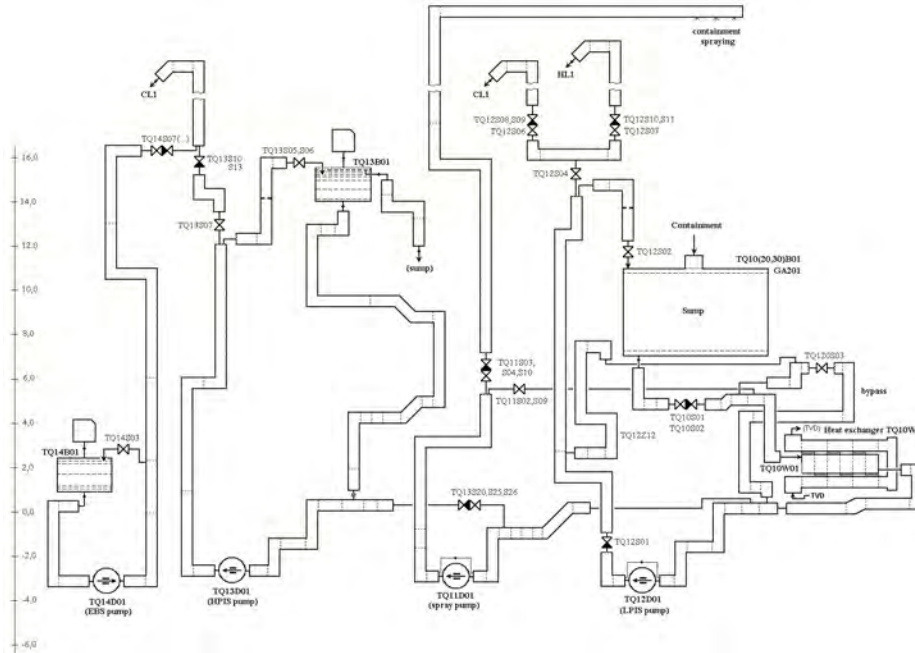 containment
spraying
CL1
CL1
HL1
TQ14S07(..)
TQ13S10
S13
TQ13S07
TQ13S05,S06
TQ13B01
(sump)
TQ12S08,S09
TQ12S06
TQ12S10,S11
TQ12S07
TQ12S04
TQ12S02
Containment
TQ10(20,30)B01
GA201
Sump
TQ11S03,
S04,S10
TQ11S02,S09
TQ10S01
TQ10S02
TQ12Z12
TQ20S03
bypass
(TVD)
Heat exchanger TQ10W
TQ10W01
TVD
TQ14B01
TQ14S03
TQ13S20,S25,S26
TQ12S01
TQ14D01
(EBS pump)
TQ13D01
(HPIS pump)
TQ11D01
(spray pump)
TQ12D01
(LPIS pump)
16,0
14,0
12.0
10,0
8,0
6,0
4,0
2,0
0,0
-2,0
-4,0
-6,0